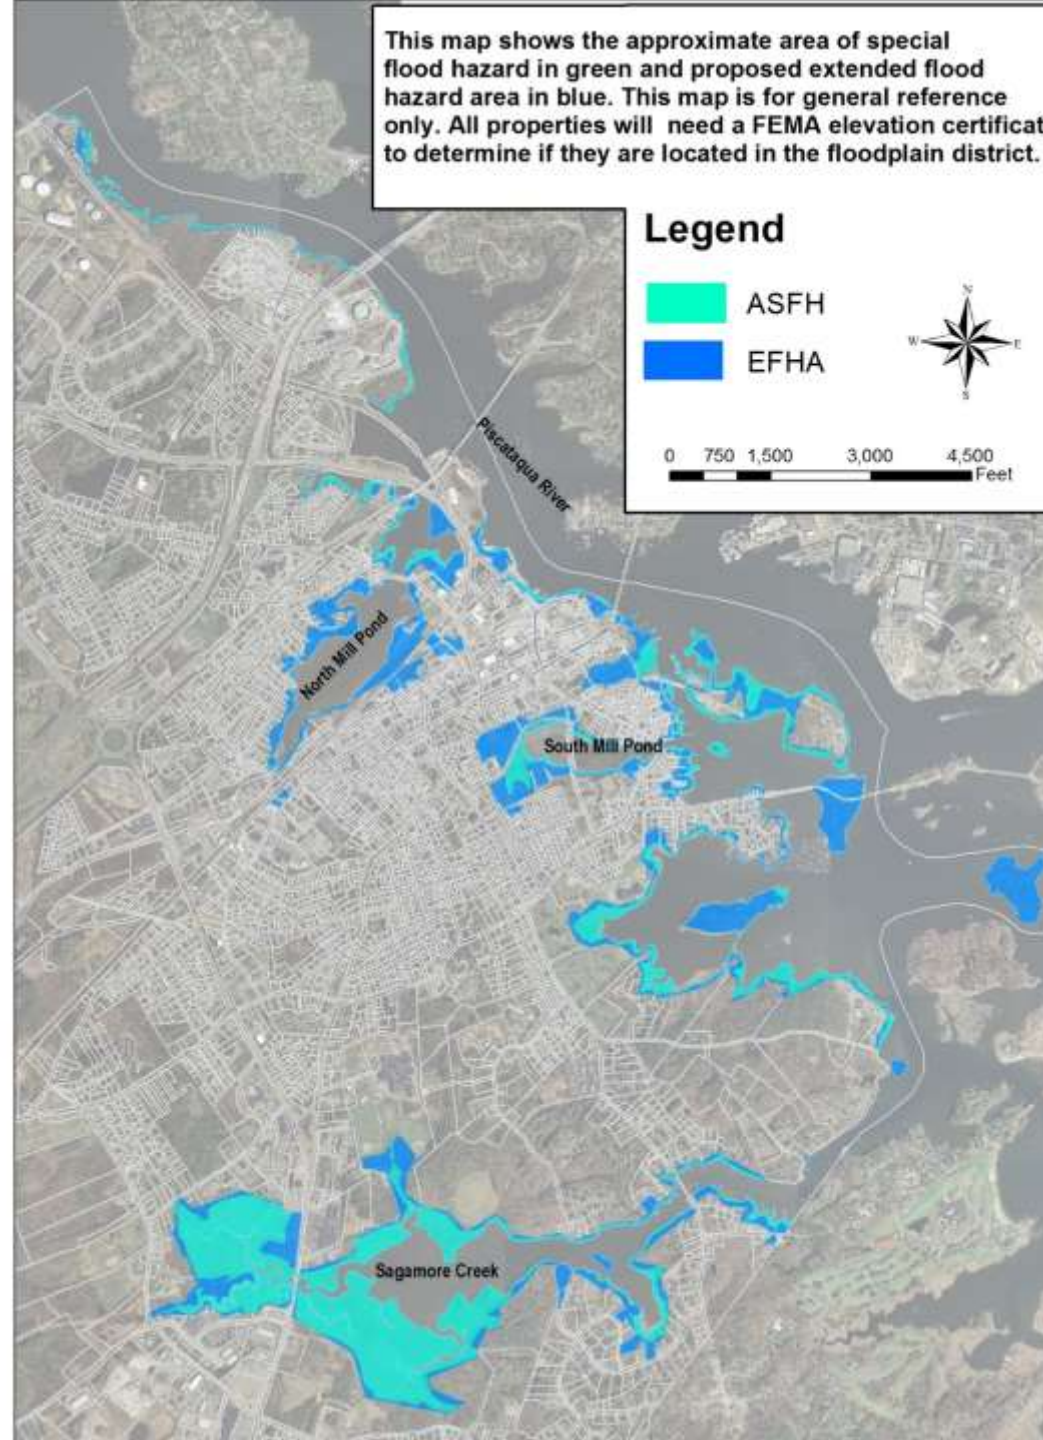 This map shows the approximate area of special
flood hazard in green and proposed extended flood
hazard area in blue. This map is for general reference
only. All properties will  need a FEMA elevation certificat
to determine if they are located in the floodplain district.
Legend
ASFH
EFHA
N
W
E
S
0 750 1,500 3,000 4,500
Feet
Piscataqua River
North Mill Pond
South Mill Pond
Sagamore Creek